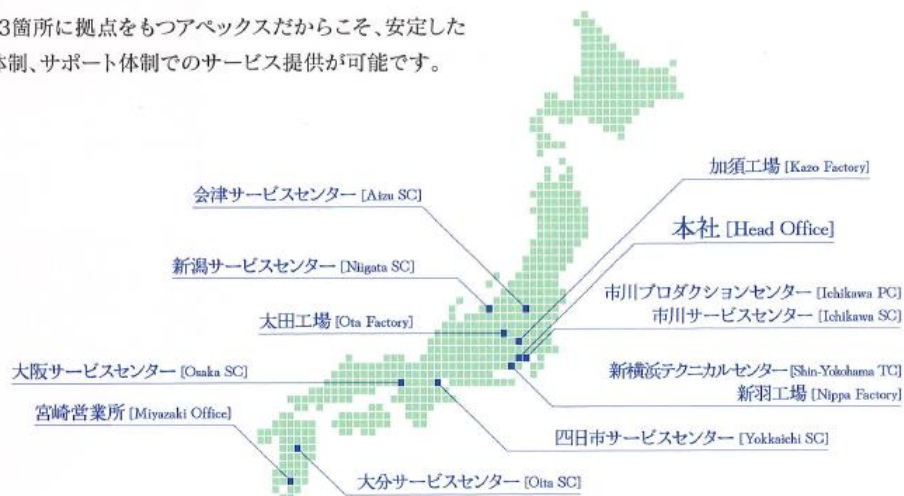 3箇所に拠点をもつアペックスだからこそ、安定した
制、サポート体制でのサービス提供が可能です。
加須工場 [Kazo Factory]
会津サービスセンター [Aizu SC]
本社 [Head Office]
新潟サービスセンター [Niigata SC]
市川プロダクションセンター [Ichikawa PC]
太田工場 [Ota Factory]
市川サービスセンター [Ichikawa SC]
大阪サービスセンター [Osaka SC]
新横浜テクニカルセンター [Shin-Yokohama TC]
新羽工場 [Nippa Factory]
宮崎営業所 [Miyazaki Office]
四日市サービスセンター [Yokkaichi SC]
大分サービスセンター [Oita SC]